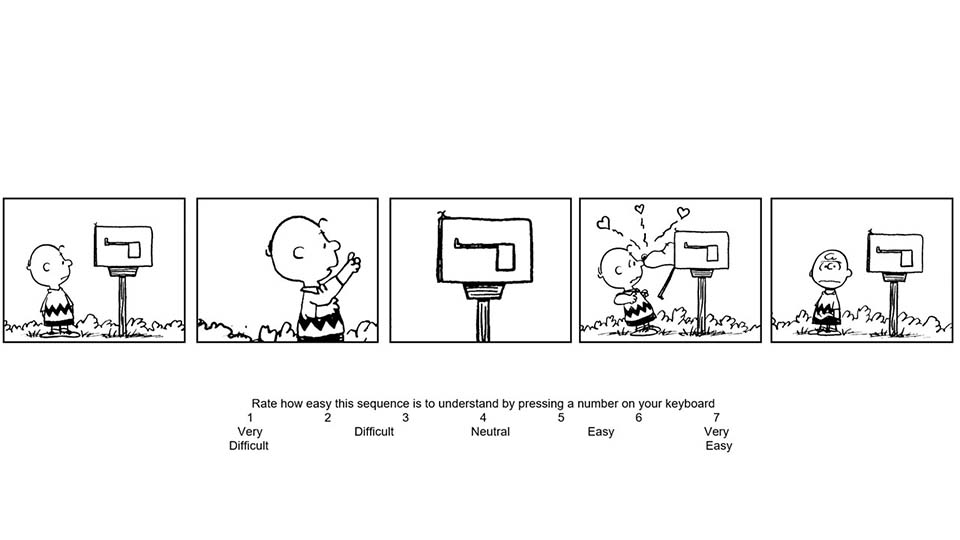 Rate how easy this sequence is to understand by pressing a number on your keyboard
1 2 3 4 5 6 7
Very Difficult Neutral Easy Very
Difficult Easy